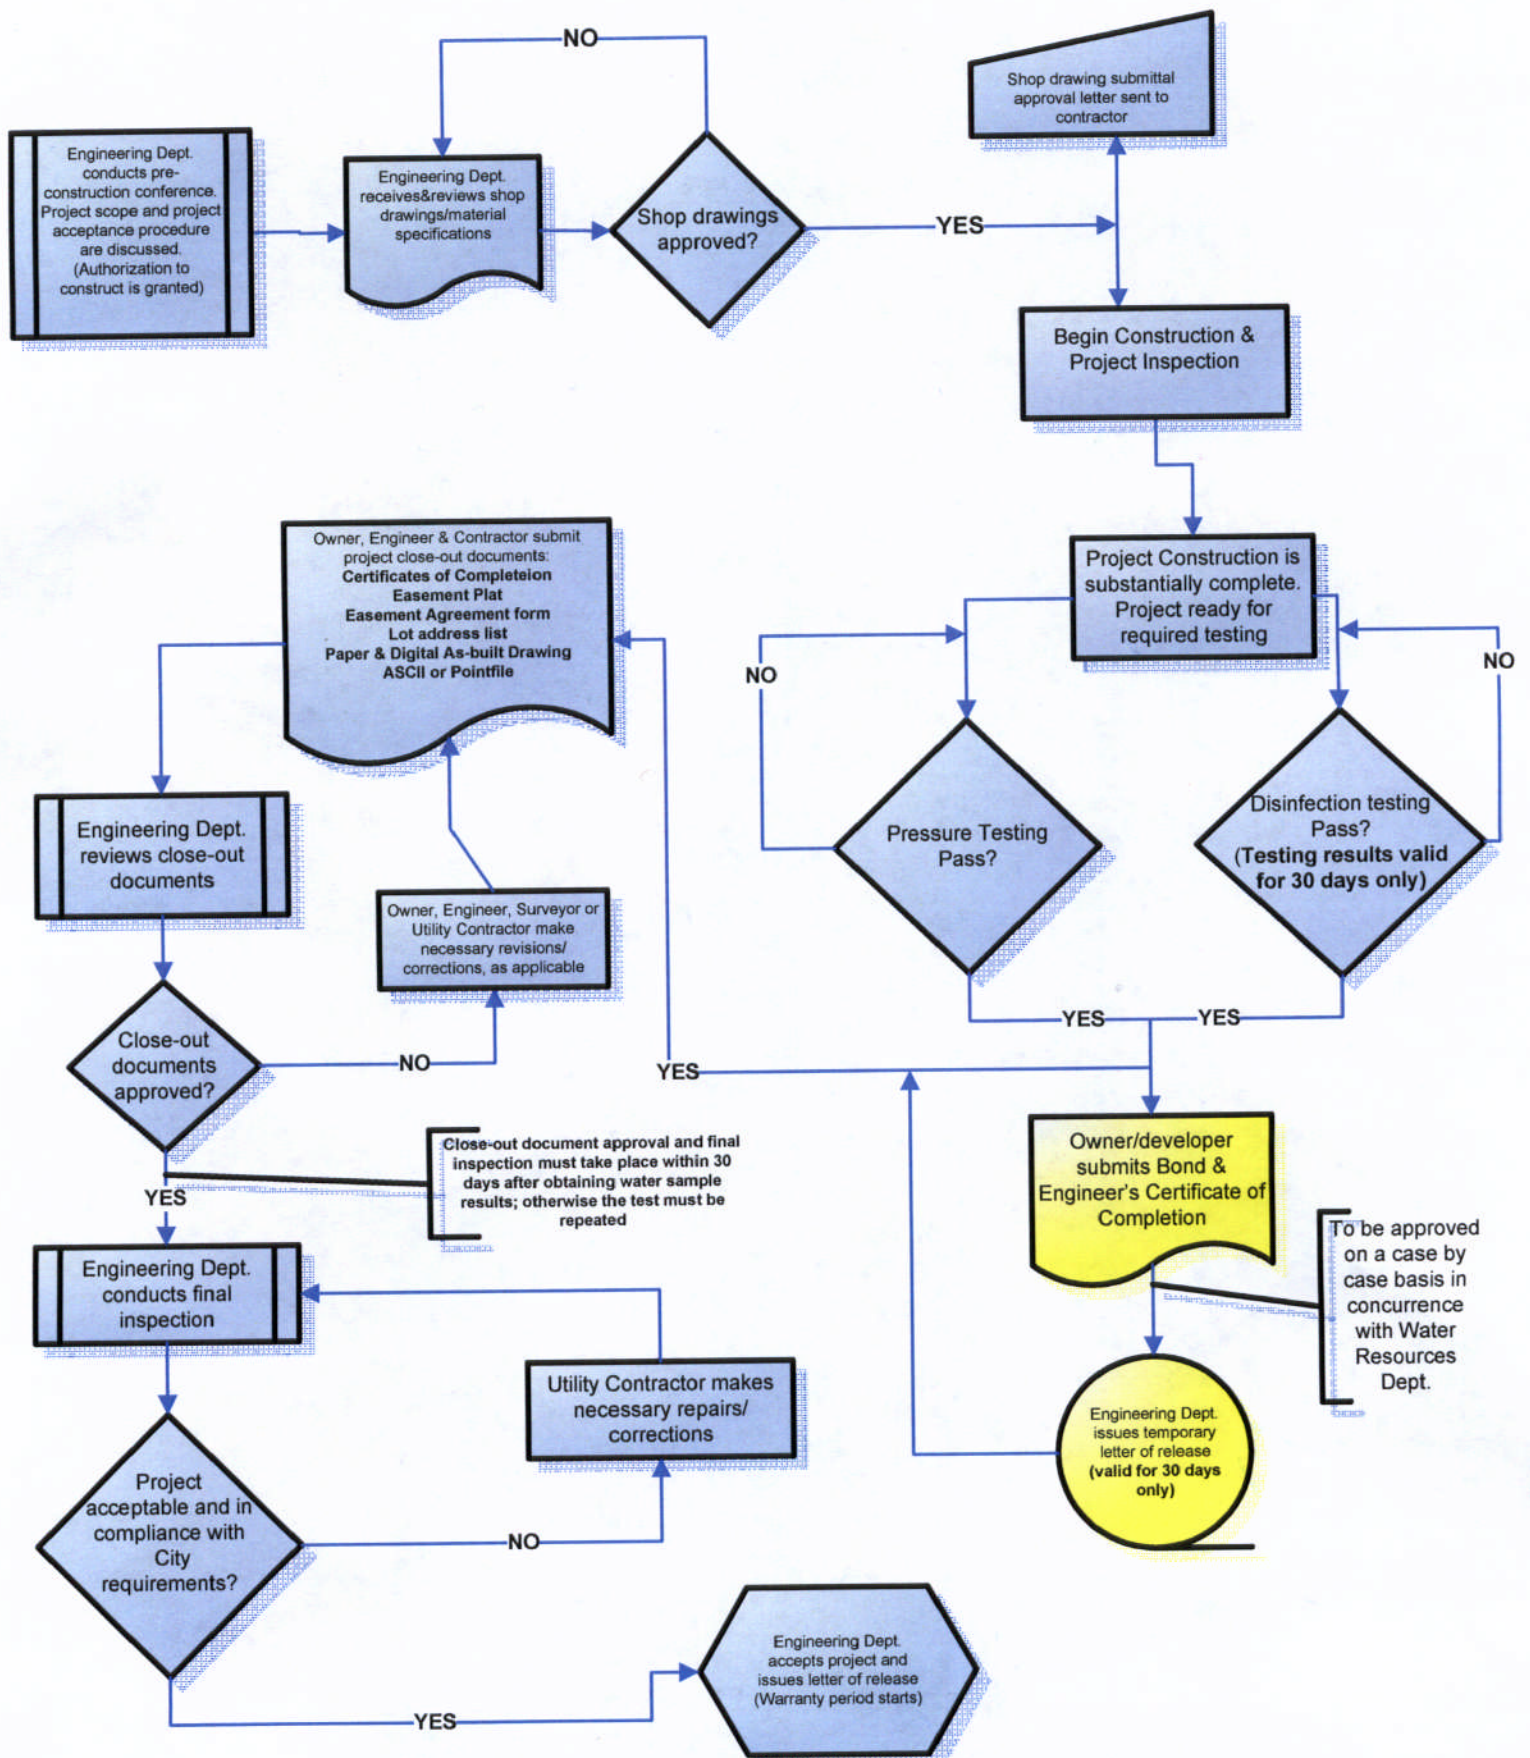 Engineering Dept.
conducts pre-
construction conference.
Project scope and project
acceptance procedure
are discussed.
(Authorization to
construct is granted)
Engineering Dept.
receives&reviews shop
drawings/material
specifications
NO
Shop drawings
approved?
YES
Shop drawing submittal
approval letter sent to
contractor
Begin Construction &
Project Inspection
Project Construction is
substantially complete.
Project ready for
required testing
NO
NO
Pressure Testing
Pass?
Disinfection testing
Pass?
(Testing results valid
for 30 days only)
YES
YES
YES
Owner, Engineer & Contractor submit
project close-out documents:
Certificates of Completeion
Easement Plat
Easement Agreement form
Lot address list
Paper & Digital As-built Drawing
ASCII or Pointfile
Engineering Dept.
reviews close-out
documents
Owner, Engineer, Surveyor or
Utility Contractor make
necessary revisions/
corrections, as applicable
Close-out
documents
approved?
NO
YES
Close-out document approval and final
inspection must take place within 30
days after obtaining water sample
results; otherwise the test must be
repeated
Owner/developer
submits Bond &
Engineer's Certificate of
Completion
To be approved
on a case by
case basis in
concurrence
with Water
Resources
Dept.
Engineering Dept.
issues temporary
letter of release
(valid for 30 days
only)
Engineering Dept.
conducts final
inspection
Utility Contractor makes
necessary repairs/
corrections
Project
acceptable and in
compliance with
City
requirements?
NO
YES
Engineering Dept.
accepts project and
issues letter of release
(Warranty period starts)